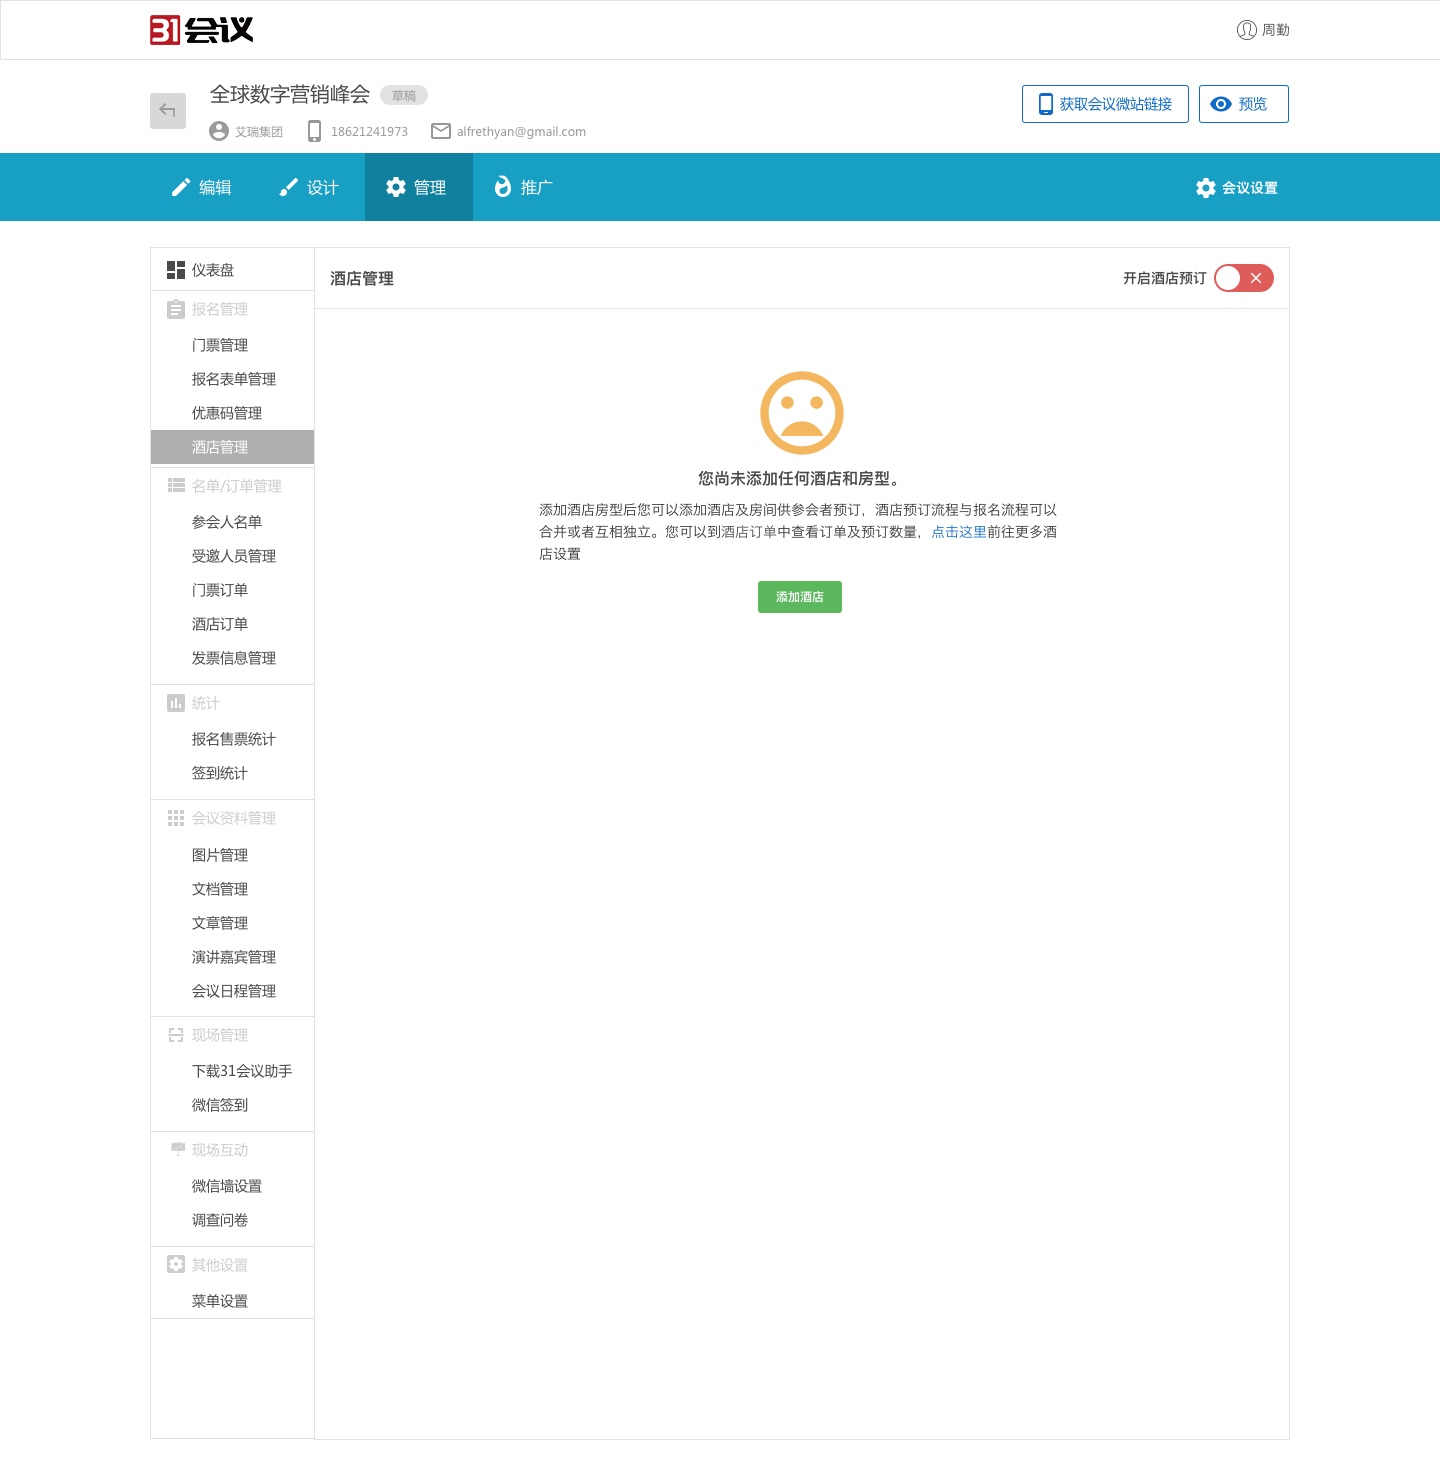 31会议
周勤
全球数字营销峰会 草稿
艾瑞集团 18621241973 alfrethyan@gmail.com
获取会议微站链接 预览
编辑 设计 管理 推广 会议设置
仪表盘
报名管理
门票管理
报名表单管理
优惠码管理
酒店管理
名单/订单管理
参会人名单
受邀人员管理
门票订单
酒店订单
发票信息管理
统计
报名售票统计
签到统计
会议资料管理
图片管理
文档管理
文章管理
演讲嘉宾管理
会议日程管理
现场管理
下载31会议助手
微信签到
现场互动
微信墙设置
调查问卷
其他设置
菜单设置
酒店管理 开启酒店预订
您尚未添加任何酒店和房型。
添加酒店房型后您可以添加酒店及房间供参会者预订，酒店预订流程与报名流程可以
合并或者互相独立。您可以到酒店订单中查看订单及预订数量，点击这里前往更多酒
店设置
添加酒店